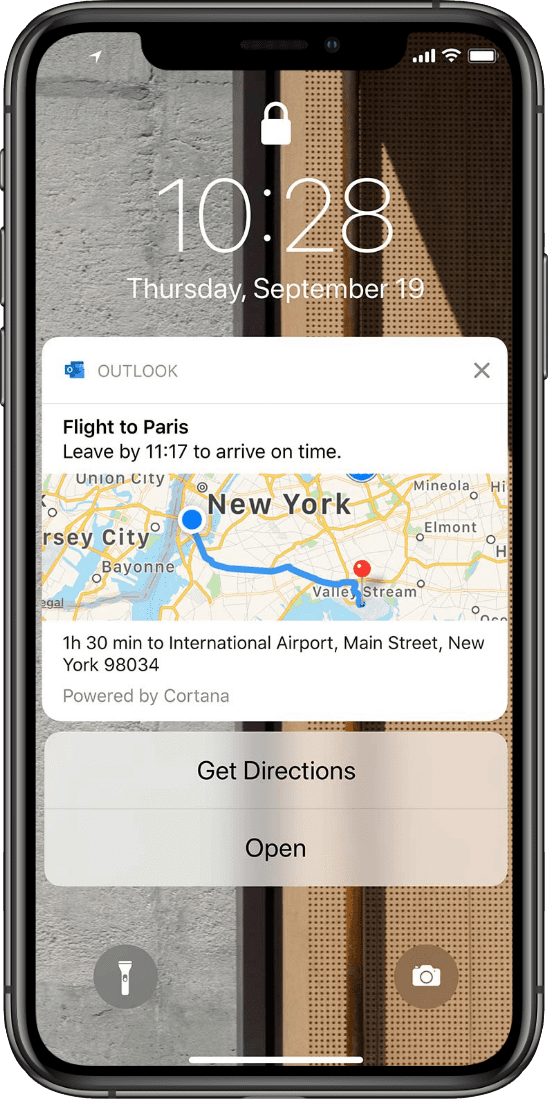 10:28
Thursday, September 19
OUTLOOK
Flight to Paris
Leave by 11:17 to arrive on time.
Union City
New York
Mineola
Hi
rsey City
Elmont
H
Bayonne
Valley Stream
egal
1h 30 min to International Airport, Main Street, New
York 98034
Powered by Cortana
Get Directions
Open